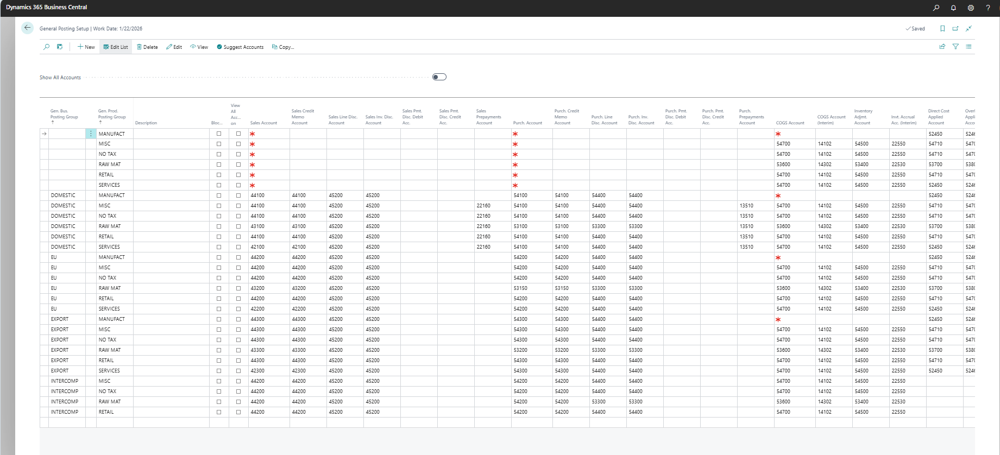 Dynamics 365 Business Central
?
General Posting Setup | Work Date: 1/22/2026
Saved
New Edit List Delete Edit View Suggest Accounts Copy...
Show All Accounts
Gen. Bus. Posting Group Gen. Prod. Posting Group Description Bloc... View All Acc... on Sales Account Sales Credit Memo Account Sales Line Disc. Account Sales Inv. Disc. Account Sales Pmt. Disc. Debit Acc. Sales Pmt. Disc. Credit Acc. Sales Prepayments Account Purch. Account Purch. Credit Memo Account Purch. Line Disc. Account Purch. Inv. Disc. Account Purch. Pmt. Disc. Debit Acc. Purch. Pmt. Disc. Credit Acc. Purch. Prepayments Account COGS Account COGS Account (Interim) Inventory Adjmt. Account Invt. Accrual Acc. (Interim) Direct Cost Applied Account
MANUFACT * * * 52450
MISC * * 54700 14102 54500 22550 54710
NO TAX * * 54700 14102 54500 22550 54710
RAW MAT * * 53600 14302 53400 22530 53700
RETAIL * * 54700 14102 54500 22550 54710
SERVICES * * 54700 14102 54500 22550 52450
DOMESTIC MANUFACT 44100 44100 45200 45200 54100 54100 54400 54400 * 52450
DOMESTIC MISC 44100 44100 45200 45200 22160 54100 54100 54400 54400 13510 54700 14102 54500 22550 54710
DOMESTIC NO TAX 44100 44100 45200 45200 22160 54100 54100 54400 54400 13510 54700 14102 54500 22550 54710
DOMESTIC RAW MAT 43100 43100 45200 45200 22160 53100 53100 53300 53300 13510 53600 14302 53400 22530 53700
DOMESTIC RETAIL 44100 44100 45200 45200 22160 54100 54100 54400 54400 13510 54700 14102 54500 22550 54710
DOMESTIC SERVICES 42100 42100 45200 45200 22160 54100 54100 54400 54400 13510 54700 14102 54500 22550 52450
EU MANUFACT 44200 44200 45200 45200 54200 54200 54400 54400 * 52450
EU MISC 44200 44200 45200 45200 54200 54200 54400 54400 54700 14102 54500 22550 54710
EU NO TAX 44200 44200 45200 45200 54200 54200 54400 54400 54700 14102 54500 22550 54710
EU RAW MAT 43200 43200 45200 45200 53150 53150 53300 53300 53600 14302 53400 22530 53700
EU RETAIL 44200 44200 45200 45200 54200 54200 54400 54400 54700 14102 54500 22550 54710
EU SERVICES 42200 42200 45200 45200 54200 54200 54400 54400 54700 14102 54500 22550 52450
EXPORT MANUFACT 44300 44300 45200 45200 54300 54300 54400 54400 * 52450
EXPORT MISC 44300 44300 45200 45200 54300 54300 54400 54400 54700 14102 54500 22550 54710
EXPORT NO TAX 44300 44300 45200 45200 54300 54300 54400 54400 54700 14102 54500 22550 54710
EXPORT RAW MAT 43300 43300 45200 45200 53200 53200 53300 53300 53600 14302 53400 22530 53700
EXPORT RETAIL 44300 44300 45200 45200 54300 54300 54400 54400 54700 14102 54500 22550 54710
EXPORT SERVICES 42300 42300 45200 45200 54300 54300 54400 54400 54700 14102 54500 22550 52450
INTERCOMP MISC 44200 44200 45200 45200 54200 54200 54400 54400 54700 14102 54500 22550
INTERCOMP NO TAX 44200 44200 45200 45200 54200 54200 54400 54400 54700 14102 54500 22550
INTERCOMP RAW MAT 44200 44200 45200 45200 54200 54200 53300 53300 53600 14302 53400 22530
INTERCOMP RETAIL 44200 44200 45200 45200 54200 54200 54400 54400 54700 14102 54500 22550